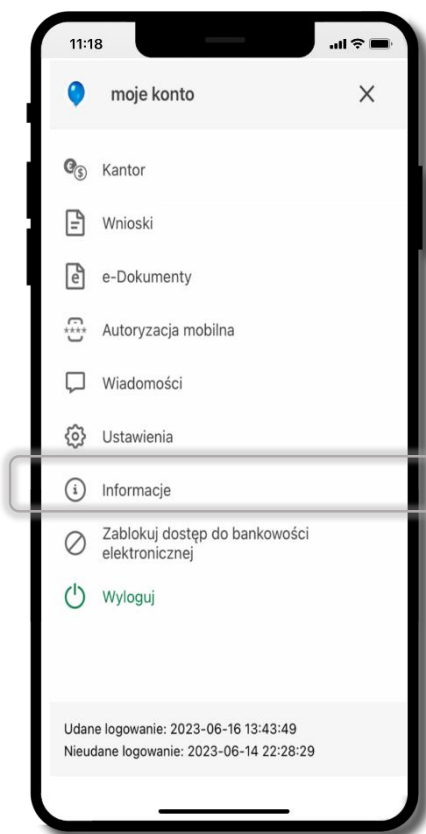 11:18
moje konto
Kantor
Wnioski
e-Dokumenty
Autoryzacja mobilna
Wiadomości
Ustawienia
Informacje
Zablokuj dostęp do bankowości
elektronicznej
Wyloguj
Udane logowanie: 2023-06-16 13:43:49
Nieudane logowanie: 2023-06-14 22:28:29